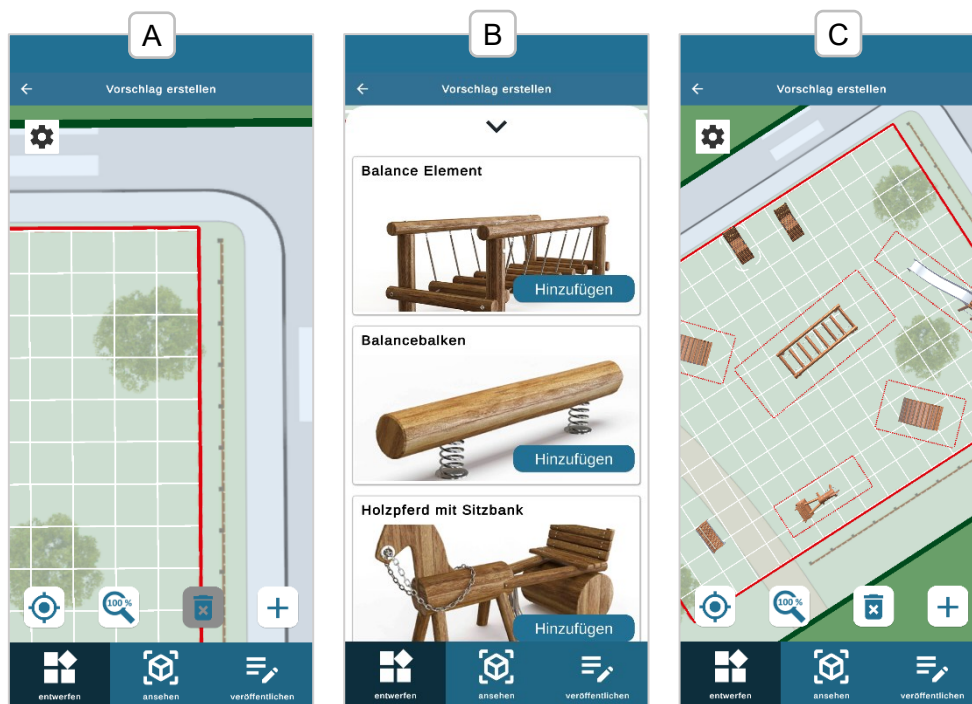 A
Vorschlag erstellen
100 %
entwerfen
ansehen
veröffentlichen
B
Vorschlag erstellen
Balance Element
Hinzufügen
Balancebalken
Hinzufügen
Holzpferd mit Sitzbank
Hinzufügen
entwerfen
ansehen
veröffentlichen
C
Vorschlag erstellen
100 %
entwerfen
ansehen
veröffentlichen